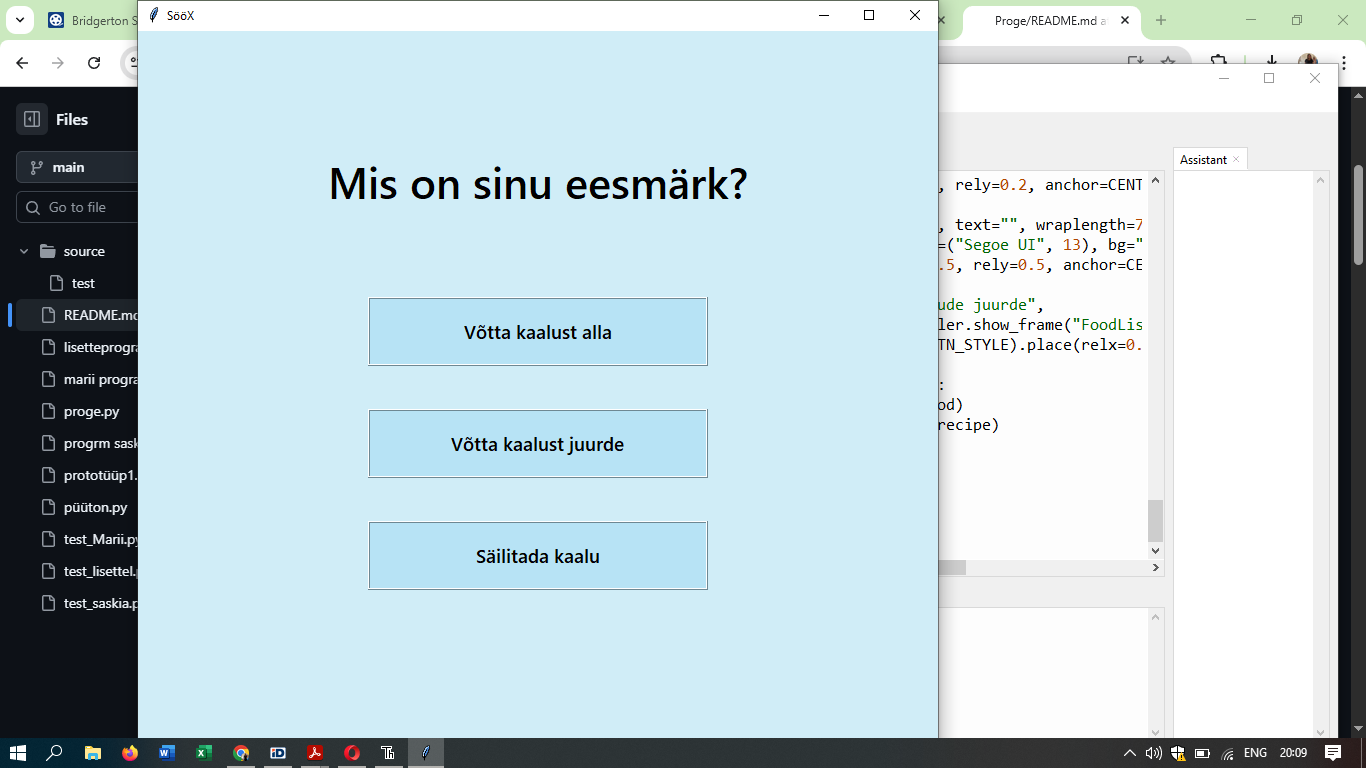 Bridgerton S
SööX
Proge/README.md a
Files
main
Go to file
source
test
README.md
lisetteprogra
marii progra
proge.py
progrm sask
prototüüp1.
püüton.py
test_Marii.py
test_lisettel.
test_saskia.p
Mis on sinu eesmärk?
Võtta kaalust alla
Võtta kaalust juurde
Säilitada kaalu
Assistant
, rely=0.2, anchor=CENT
, text="", wraplength=7
=("Segoe UI", 13), bg="
.5, rely=0.5, anchor=CE
ude juurde",
ler.show_frame("FoodLis
TN_STYLE).place(relx=0.
:
od)
recipe)
ENG
20:09